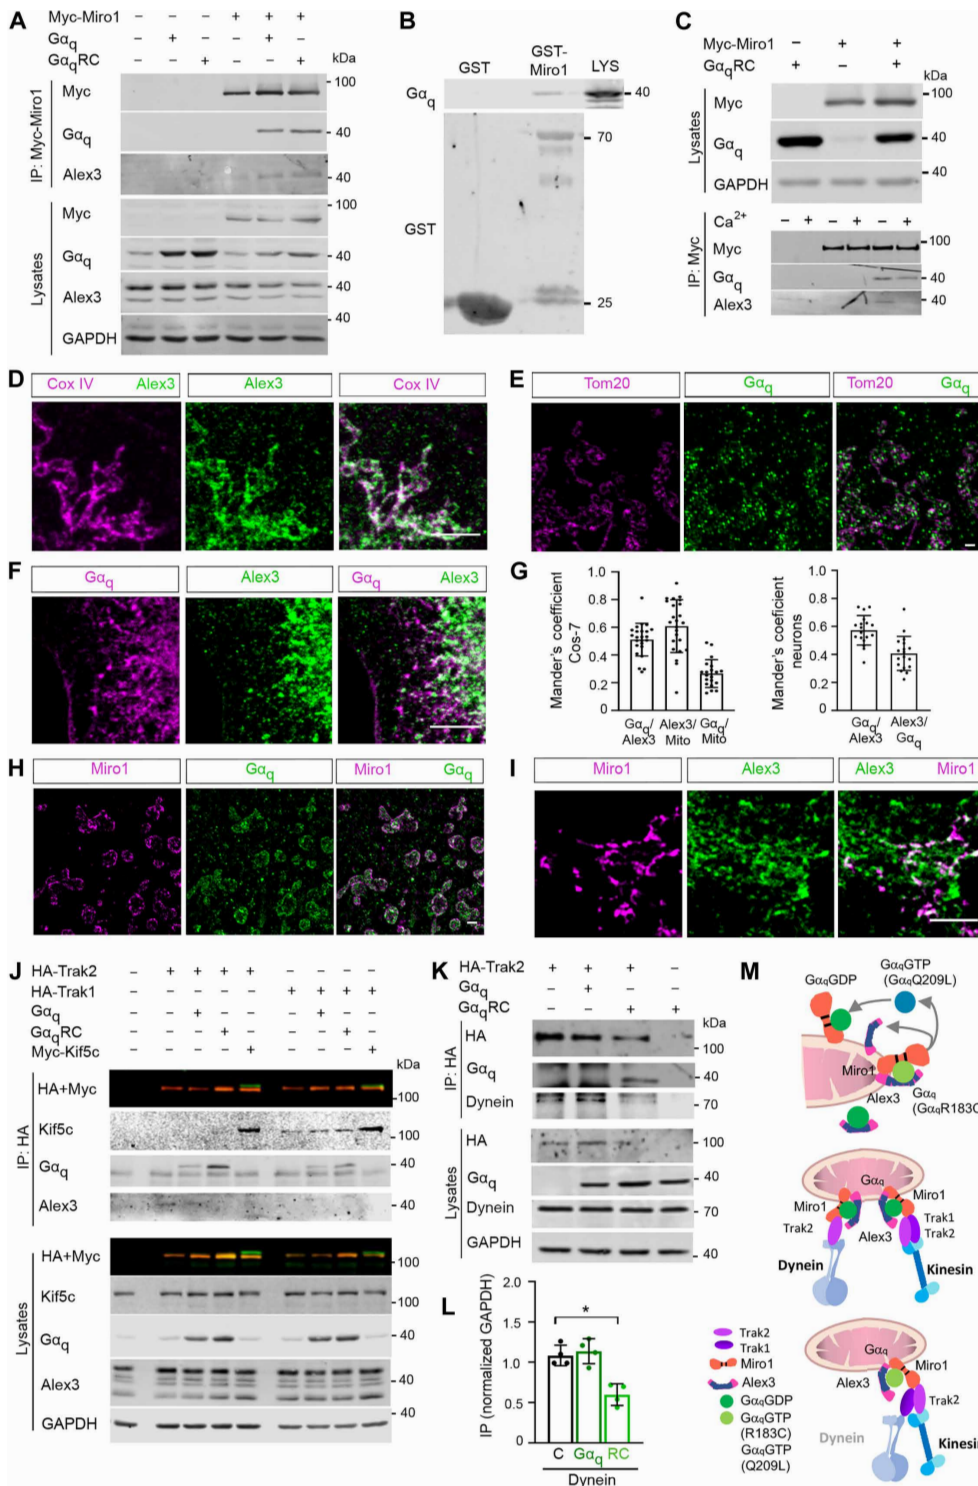 A
Myc-Miro1 – – – + + +
Gαq – + – – + –
GαqRC – – + – – +
kDa
IP: Myc-Miro1
Myc
100
Gαq
40
Alex3
40
Lysates
Myc
100
Gαq
40
Alex3
40
40
GAPDH
B
GST
GST-Miro1
LYS
Gαq
40
GST
70
25
C
Myc-Miro1 – + +
GαqRC + – +
kDa
Lysates
Myc
100
Gαq
40
GAPDH
40
Ca2+ – + – + – +
IP: Myc
Myc
100
Gαq
40
Alex3
40
D
Cox IV Alex3
Alex3
Cox IV
E
Tom20
Gαq
Tom20 Gαq
F
Gαq
Alex3
Gαq Alex3
G
Mander's coefficient
Cos-7
1.0
0.8
0.6
0.4
0.2
0
Gαq/Alex3
Alex3/Mito
Gαq/Mito
Mander's coeficient
neurons
1.0
0.8
0.6
0.4
0.2
0
Gαq/Alex3
Alex3/Gαq
H
Miro1
Gαq
Miro1 Gαq
I
Miro1
Alex3
Alex3 Miro1
J
HA-Trak2 – + + + + – – – –
HA-Trak1 – – – – – + + + +
Gαq – – + – – – + – –
GαqRC – – – + – – – + –
Myc-Kif5c – – – – + – – – +
kDa
IP: HA
HA+Myc
100
Kif5c
100
Gαq
40
Alex3
40
Lysates
HA+Myc
100
Kif5c
100
Gαq
40
Alex3
40
GAPDH
40
K
HA-Trak2 + + + –
Gαq – + – –
GαqRC – – + +
kDa
IP: HA
HA
100
Gαq
40
Dynein
70
Lysates
HA
100
Gαq
40
Dynein
70
GAPDH
40
L
IP (normalized GAPDH)
2.0
1.5
1.0
0.5
0
*
C Gαq RC
Dynein
M
GαqGDP
GαqGTP
(GαqQ209L)
Miro1
Alex3
Gαq
(GαqR183C)
Gαq
Miro1
Miro1
Trak2
Alex3
Trak1
Trak2
Dynein
Kinesin
Gαq
Alex3
Miro1
Trak2
Dynein
Kinesin
Trak2
Trak1
Miro1
Alex3
GαqGDP
GαqGTP
(R183C)
GαqGTP
(Q209L)